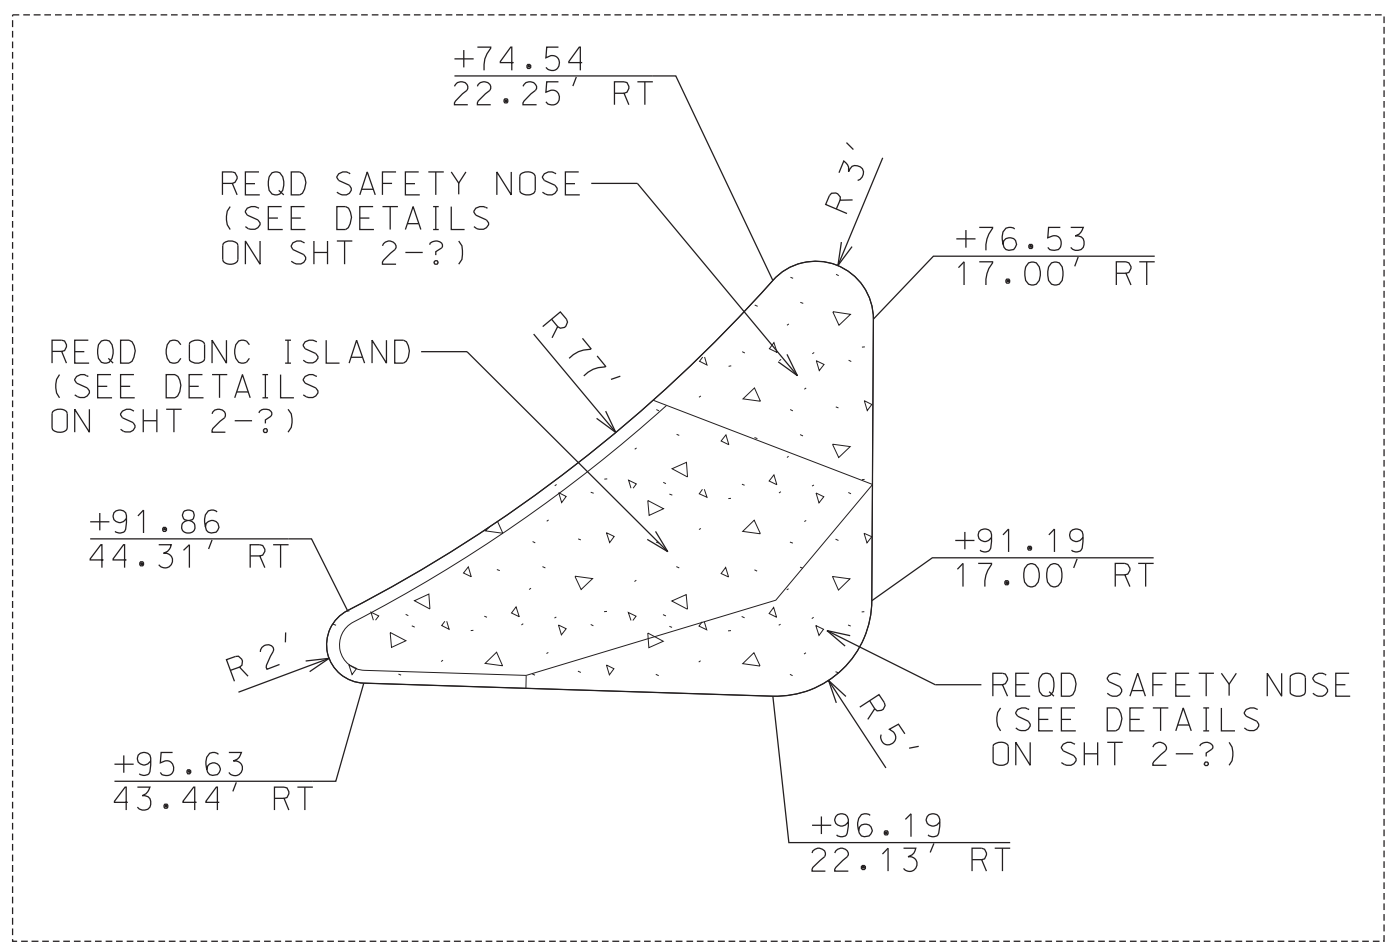 +74.54
22.25' RT
R 3'
REQD SAFETY NOSE
(SEE DETAILS
ON SHT 2-?)
+76.53
17.00' RT
R 77'
REQD CONC ISLAND
(SEE DETAILS
ON SHT 2-?)
+91.86
44.31' RT
+91.19
17.00' RT
R 2'
REQD SAFETY NOSE
(SEE DETAILS
ON SHT 2-?)
R 5'
+95.63
43.44' RT
+96.19
22.13' RT